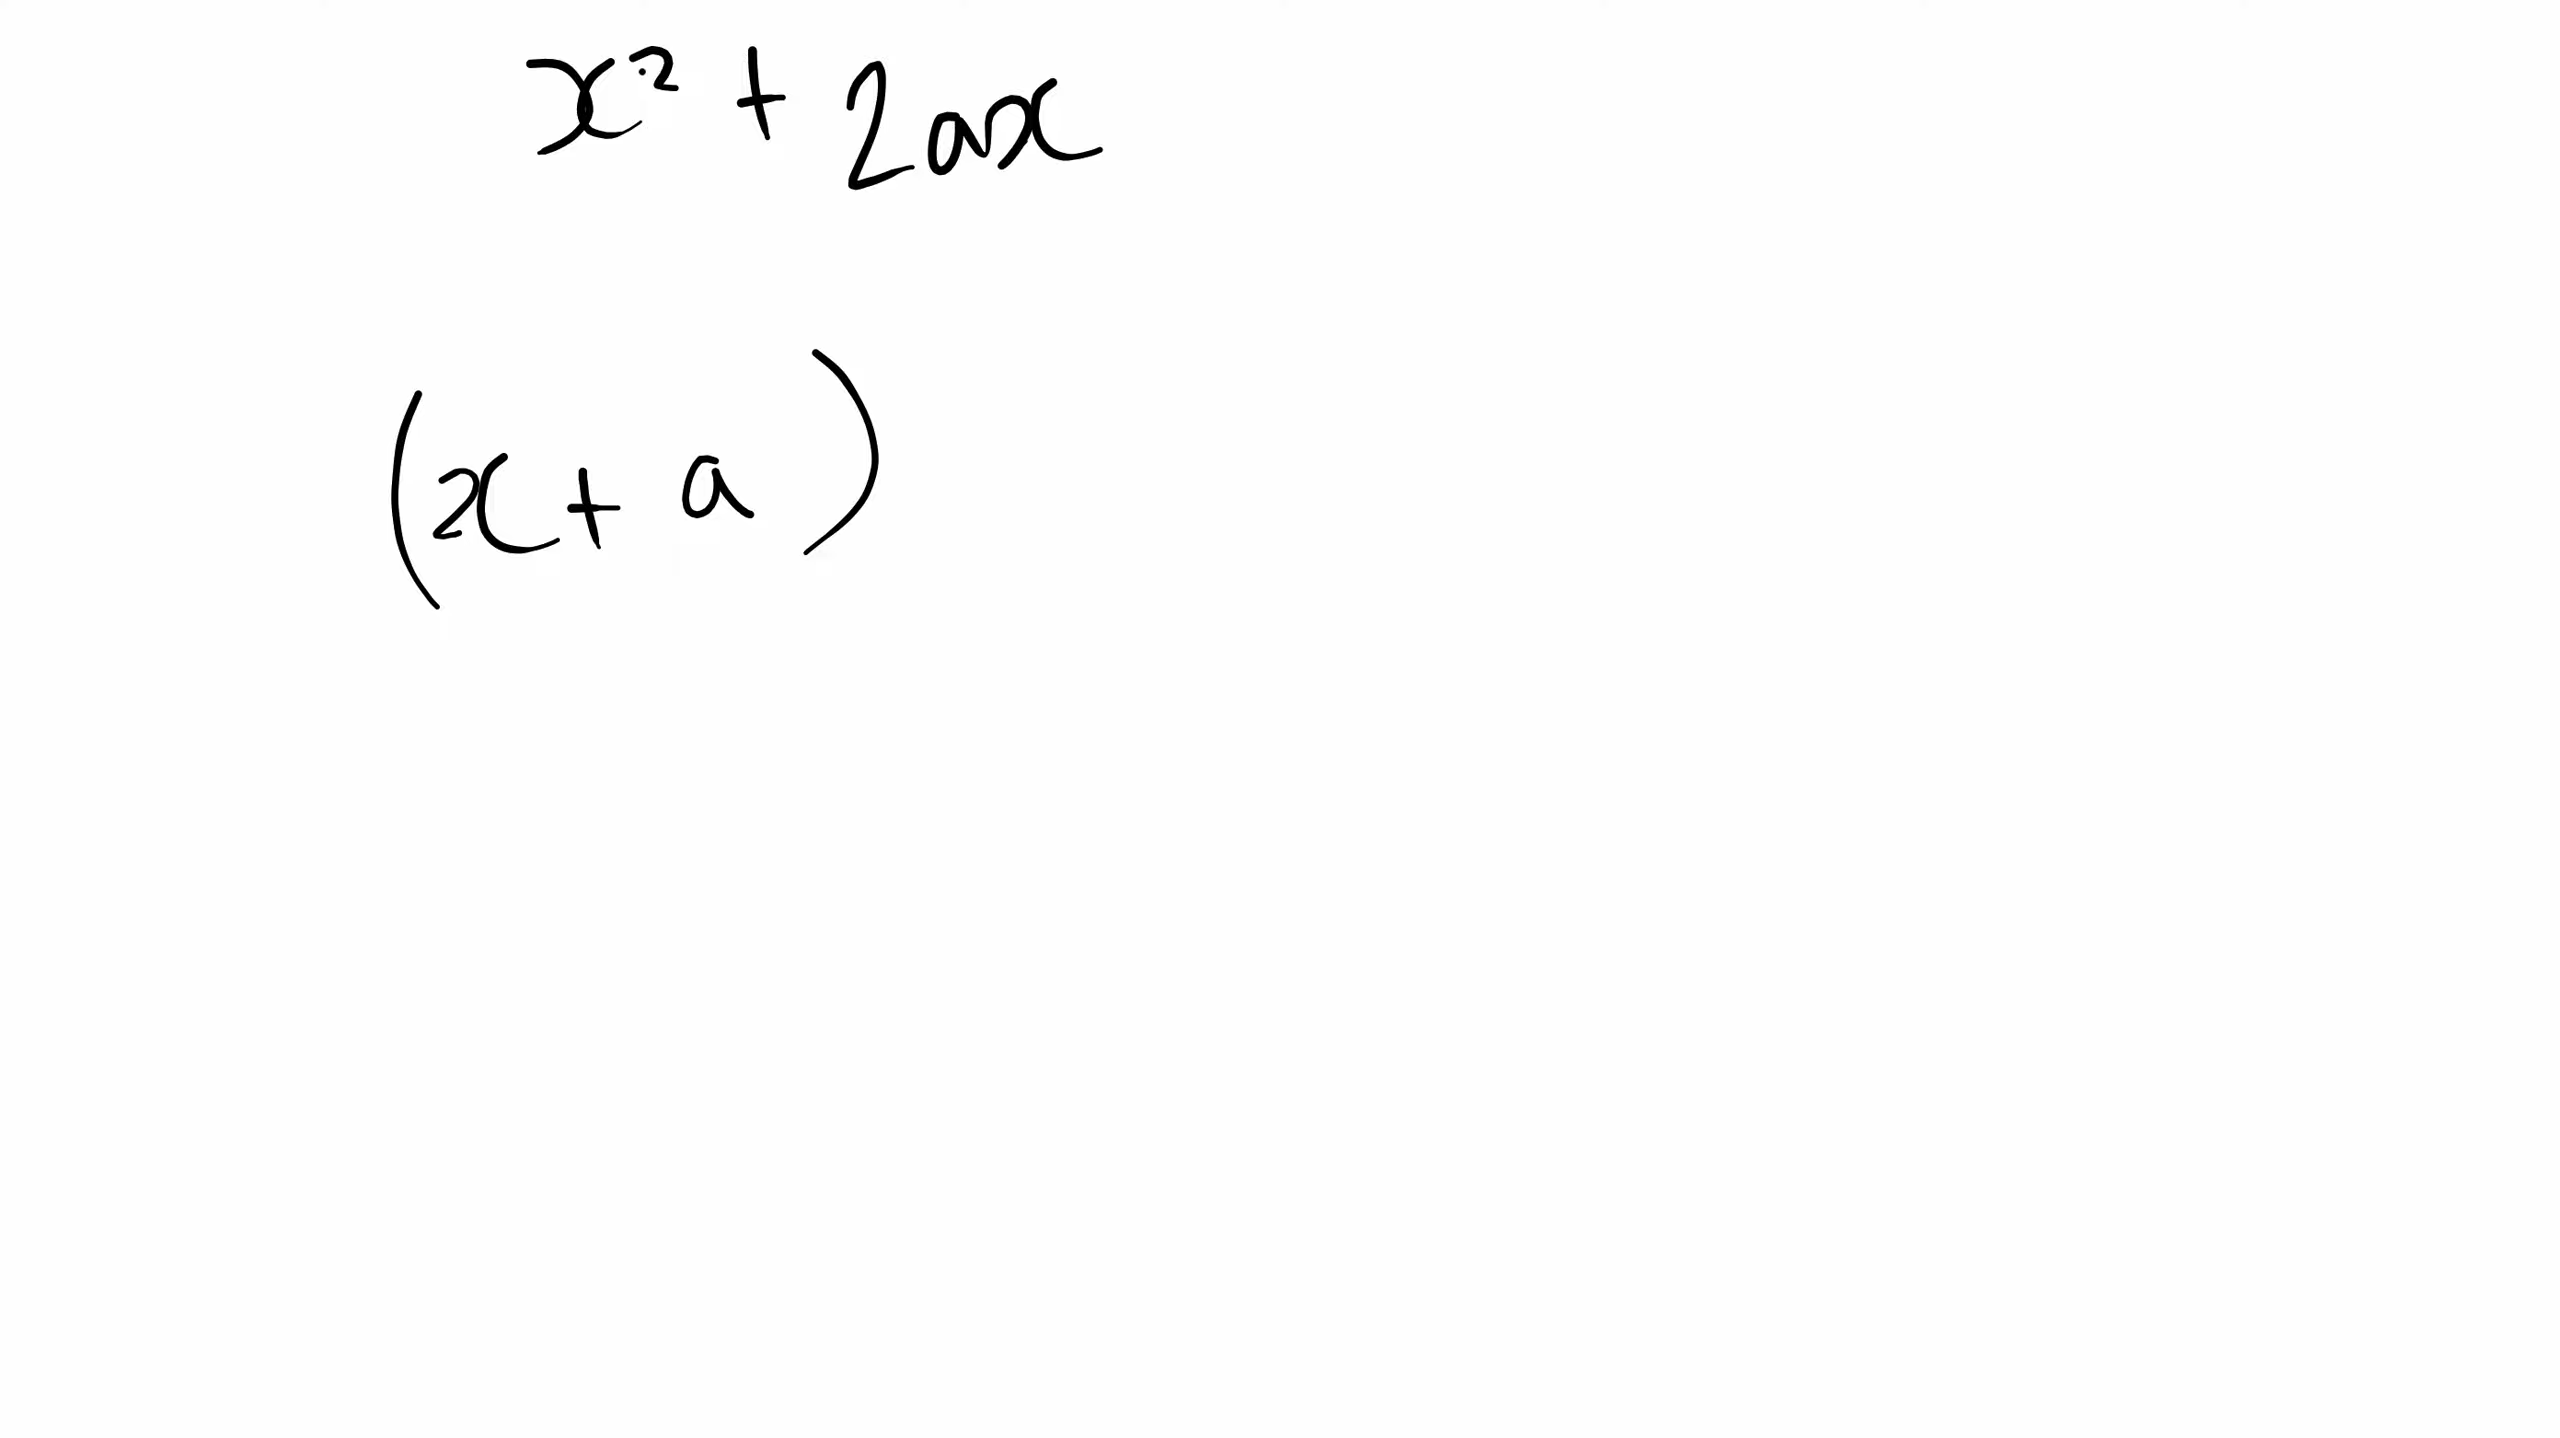 x² + 2ax
(x + a)